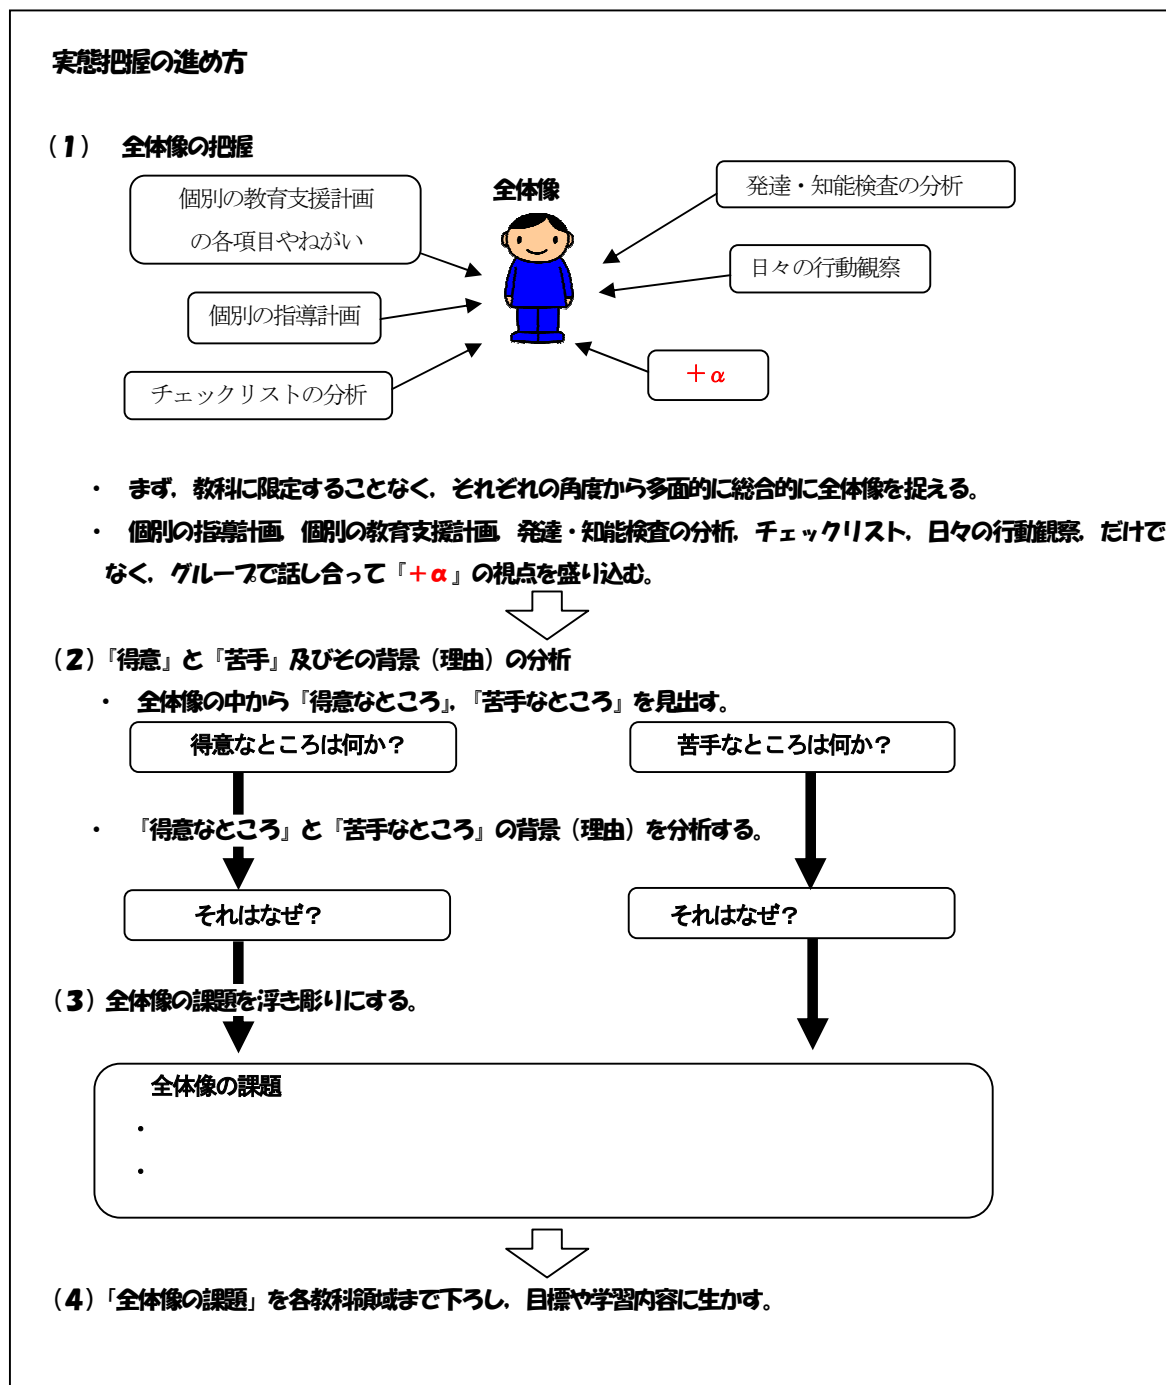 実態把握の進め方
（1）　全体像の把握
個別の教育支援計画
の各項目やねがい
全体像
発達・知能検査の分析
日々の行動観察
個別の指導計画
＋α
チェックリストの分析
・　まず，教科に限定することなく，それぞれの角度から多面的に総合的に全体像を捉える。
・　個別の指導計画，個別の教育支援計画，発達・知能検査の分析，チェックリスト，日々の行動観察，だけで
なく，グループで話し合って『＋α』の視点を盛り込む。
（2）『得意』と『苦手』及びその背景（理由）の分析
・　全体像の中から『得意なところ』，『苦手なところ』を見出す。
得意なところは何か？
苦手なところは何か？
・　『得意なところ』と『苦手なところ』の背景（理由）を分析する。
それはなぜ？
それはなぜ？
（3）全体像の課題を浮き彫りにする。
全体像の課題
・
・
（4）「全体像の課題」を各教科領域まで下ろし，目標や学習内容に生かす。